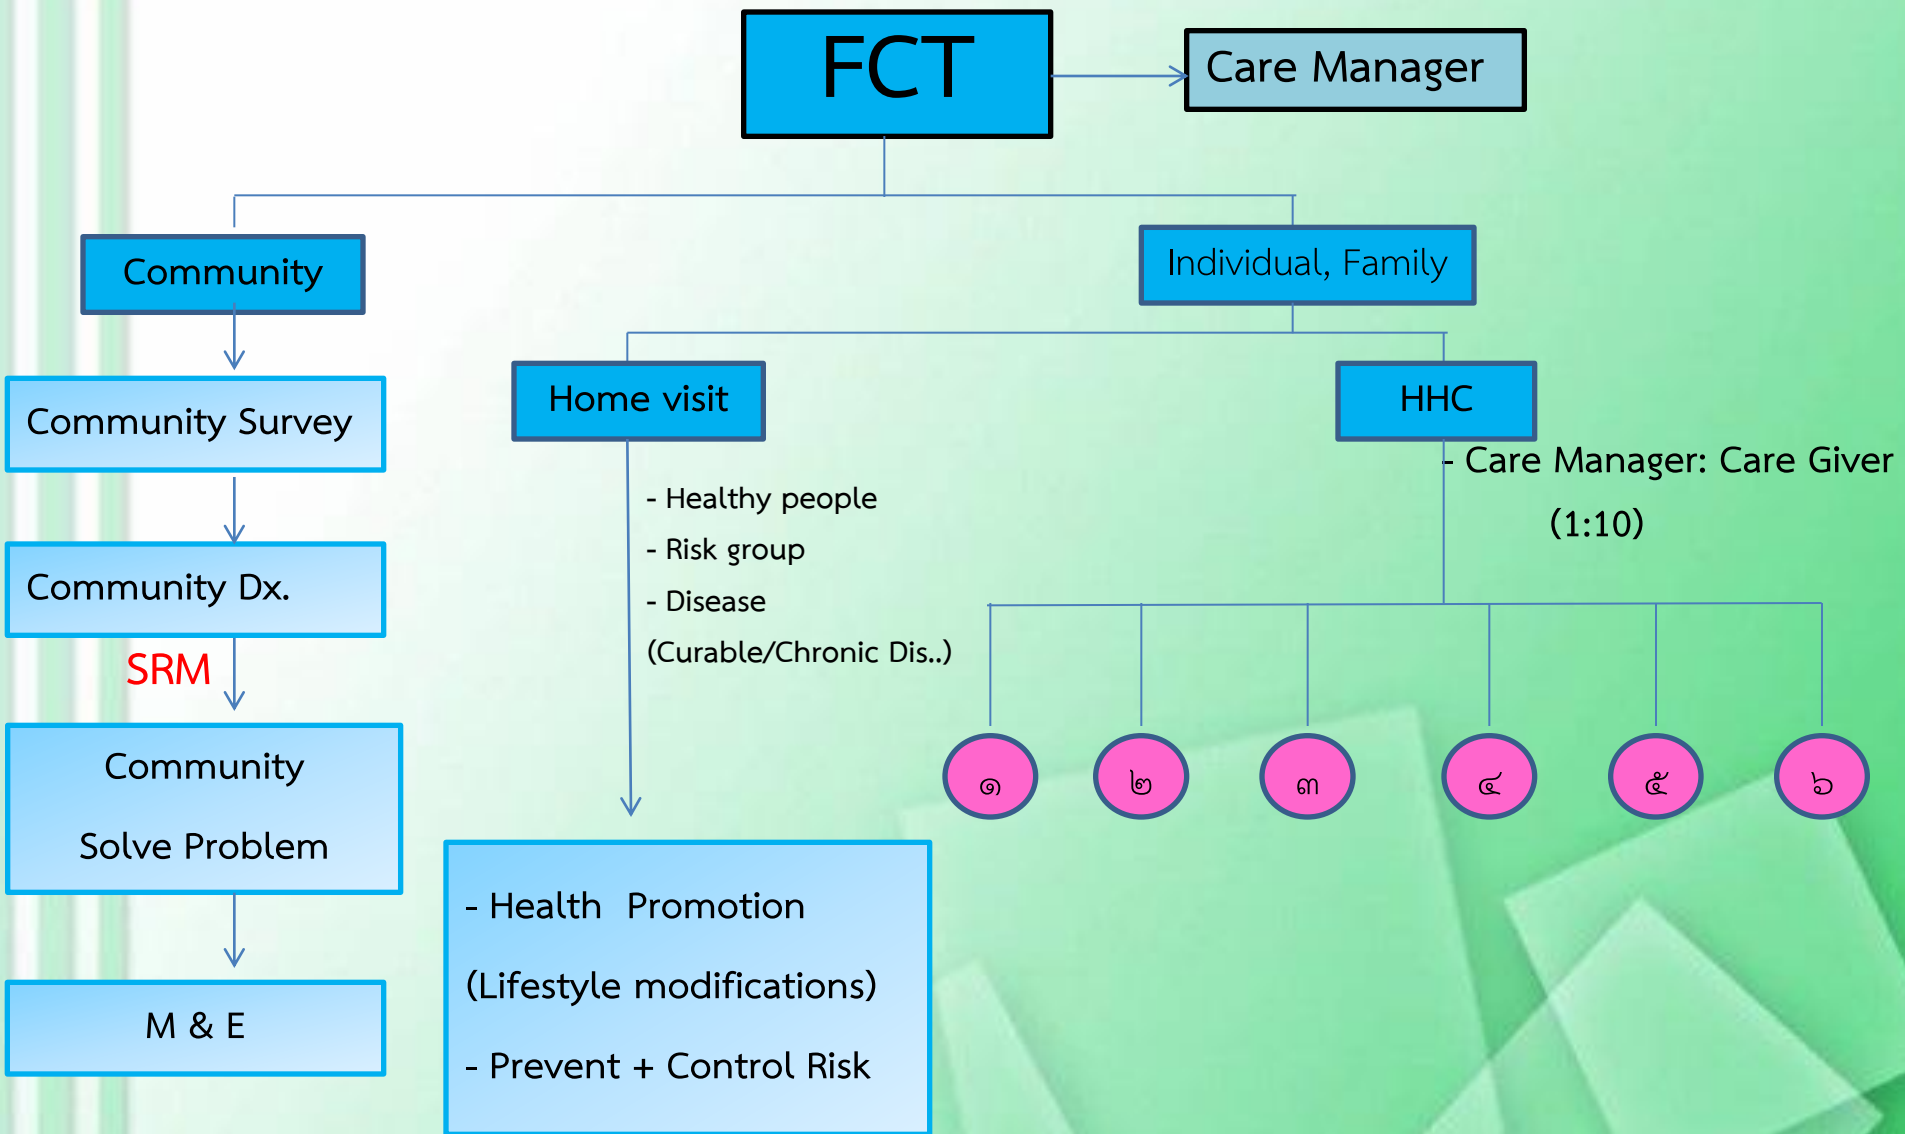 FCT
Care Manager
Community
Individual, Family
Community Survey
Home visit
HHC
- Care Manager: Care Giver
(1:10)
- Healthy people
- Risk group
- Disease
(Curable/Chronic Dis..)
Community Dx.
SRM
Community
Solve Problem
M & E
- Health Promotion
(Lifestyle modifications)
- Prevent + Control Risk
๑
๒
๓
๔
๕
๖